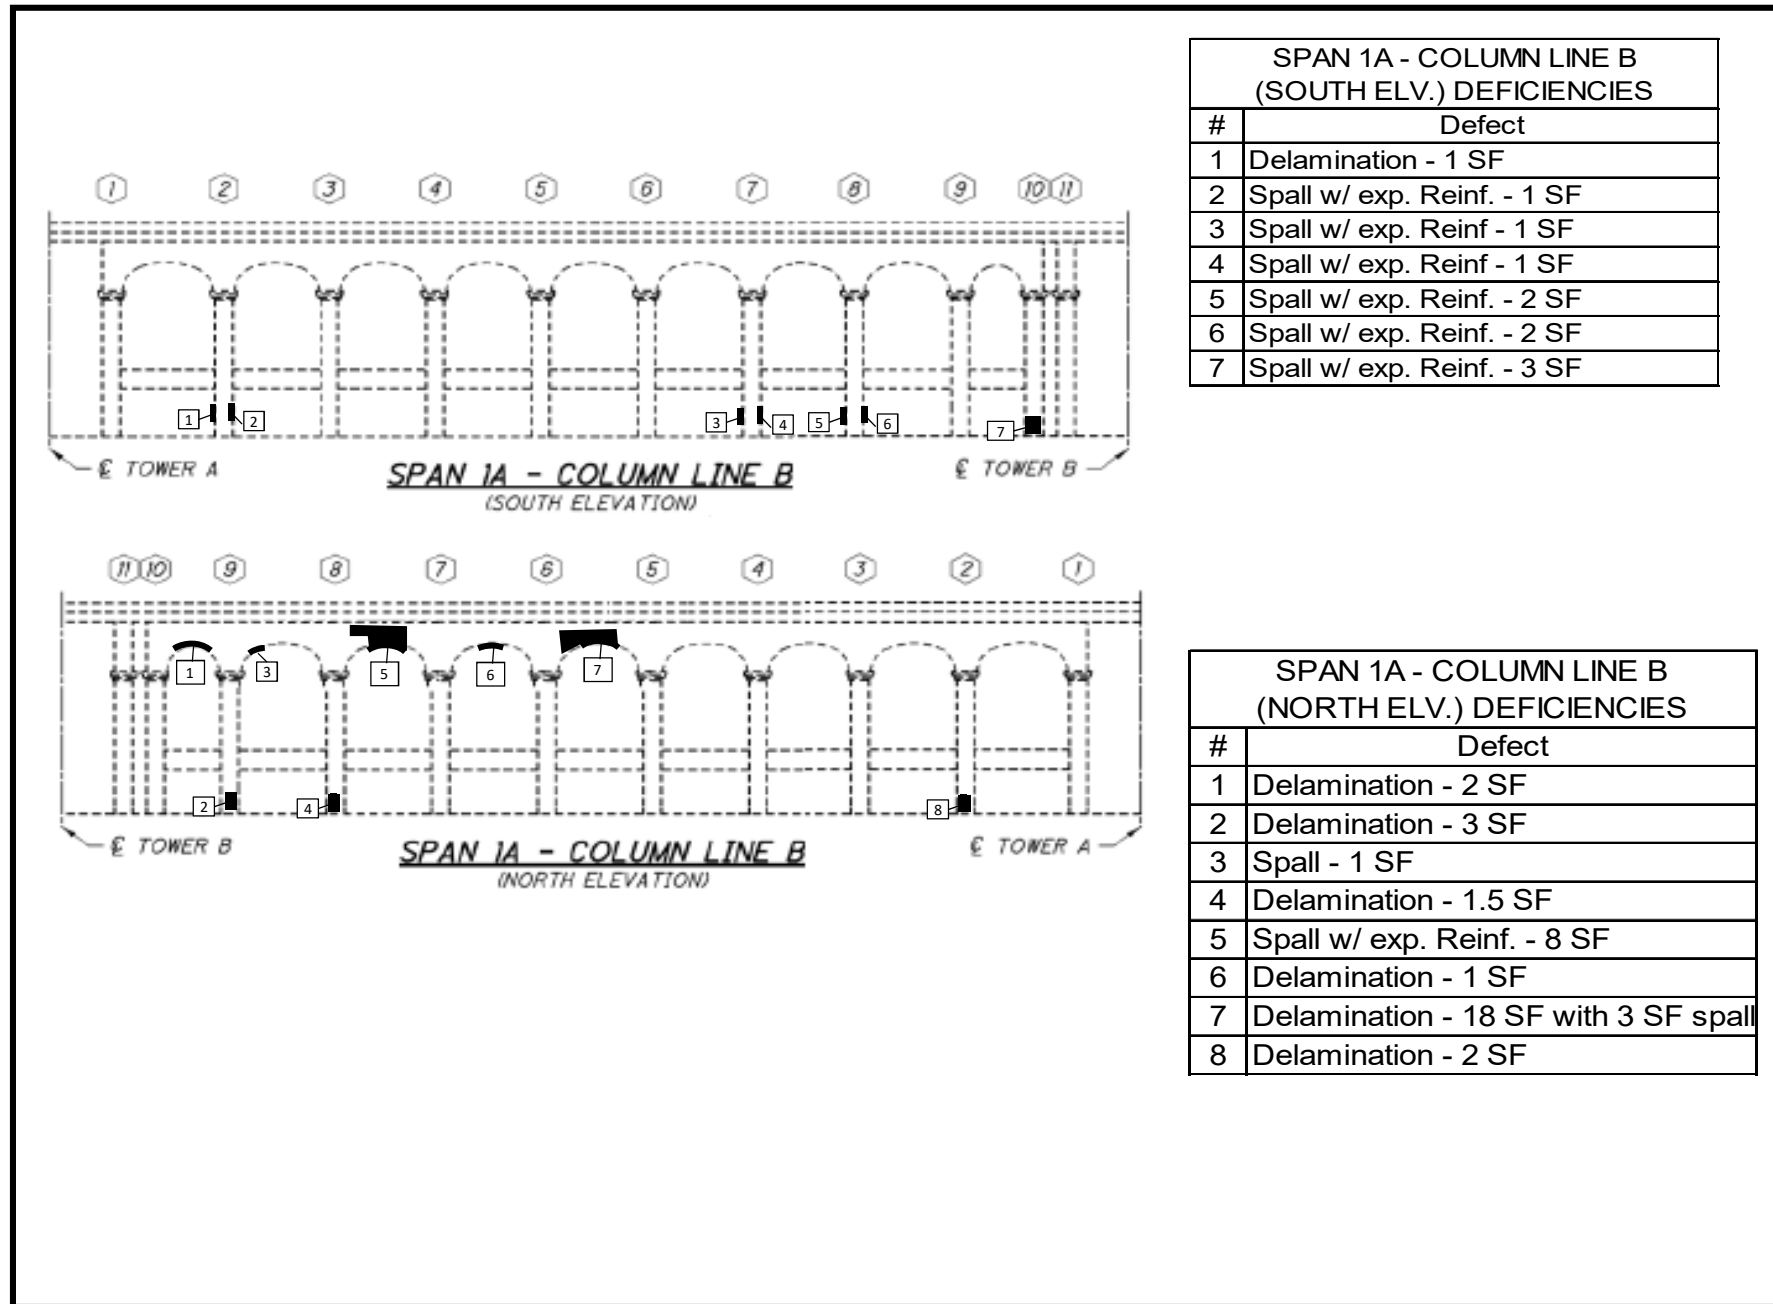 SPAN 1A - COLUMN LINE B
(SOUTH ELV.) DEFICIENCIES
# Defect
1 Delamination - 1 SF
2 Spall w/ exp. Reinf. - 1 SF
3 Spall w/ exp. Reinf - 1 SF
4 Spall w/ exp. Reinf - 1 SF
5 Spall w/ exp. Reinf. - 2 SF
6 Spall w/ exp. Reinf. - 2 SF
7 Spall w/ exp. Reinf. - 3 SF
1 2 3 4 5 6 7 8 9 10 11
1 2 3 4 5 6 7
℄ TOWER A
℄ TOWER B
SPAN 1A - COLUMN LINE B
(SOUTH ELEVATION)
11 10 9 8 7 6 5 4 3 2 1
1 3 5 6 7
2 4 8
℄ TOWER B
℄ TOWER A
SPAN 1A - COLUMN LINE B
(NORTH ELEVATION)
SPAN 1A - COLUMN LINE B
(NORTH ELV.) DEFICIENCIES
# Defect
1 Delamination - 2 SF
2 Delamination - 3 SF
3 Spall - 1 SF
4 Delamination - 1.5 SF
5 Spall w/ exp. Reinf. - 8 SF
6 Delamination - 1 SF
7 Delamination - 18 SF with 3 SF spall
8 Delamination - 2 SF